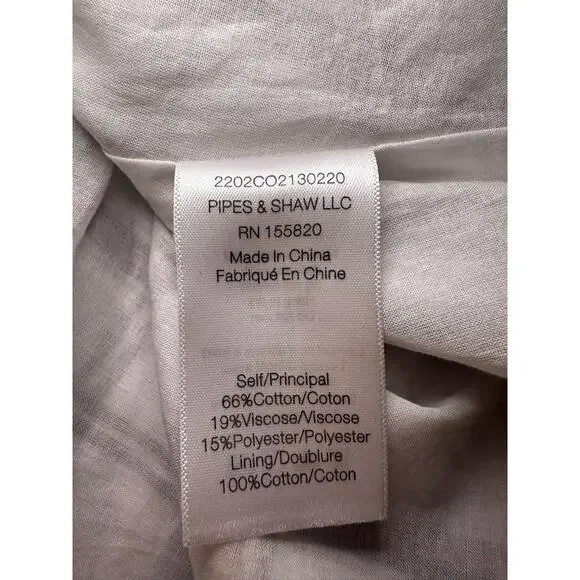 2202CO2130220
PIPES & SHAW LLC
RN 155820
Made In China
Fabriqué En Chine
Self/Principal
66%Cotton/Coton
19%Viscose/Viscose
15%Polyester/Polyester
Lining/Doublure
100%Cotton/Coton